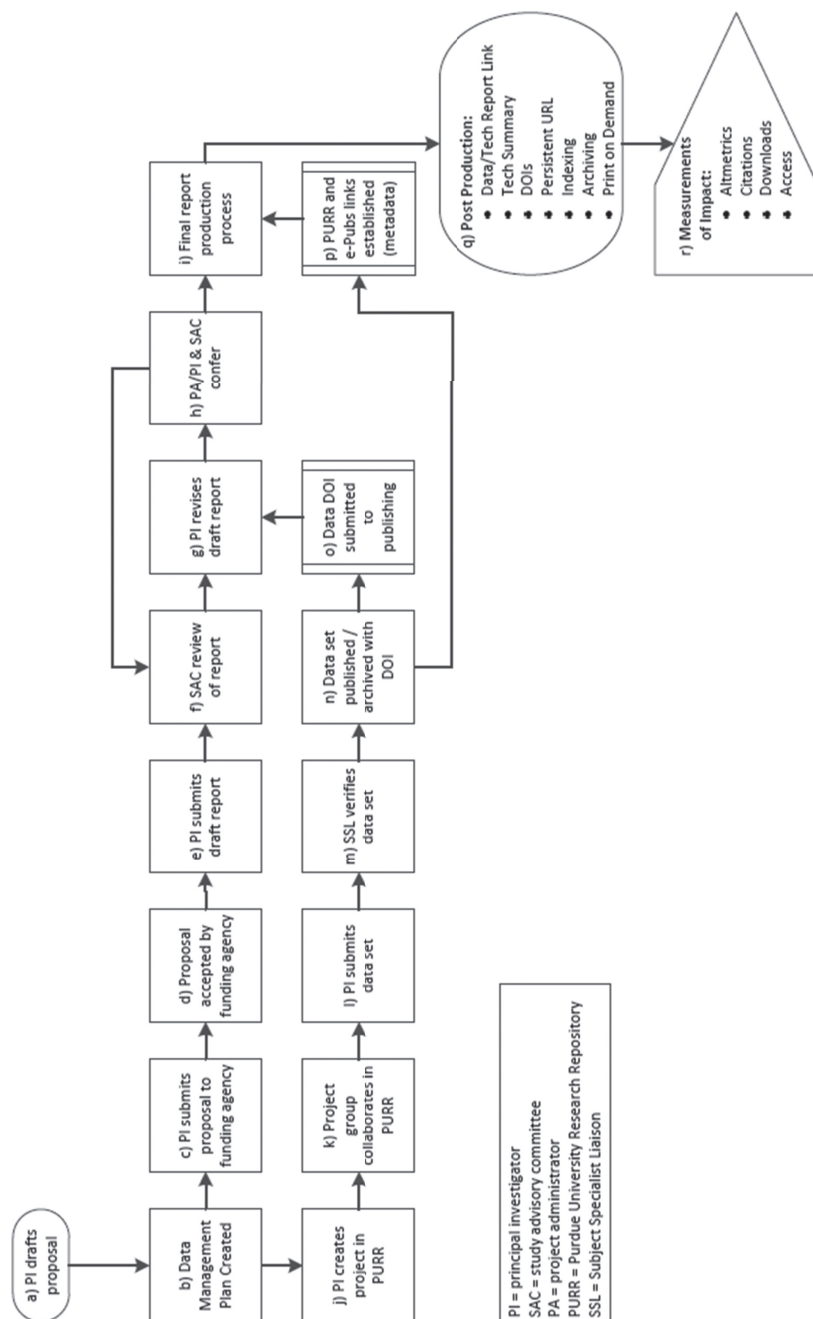 a) PI drafts
proposal
b) Data
Management
Plan Created
c) PI submits
proposal to
funding agency
d) Proposal
accepted by
funding agency
e) PI submits
draft report
f) SAC review
of report
g) PI revises
draft report
h) PA/PI & SAC
confer
i) Final report
production
process
j) PI creates
project in
PURR
k) Project
group
collaborates in
PURR
l) PI submits
data set
m) SSL verifies
data set
n) Data set
published /
archived with
DOI
o) Data DOI
submitted
to
publishing
p) PURR and
e-Pubs links
established
(metadata)
q) Post Production:
Data/Tech Report Link
Tech Summary
DOIs
Persistent URL
Indexing
Archiving
Print on Demand
r) Measurements
of Impact:
Altmetrics
Citations
Downloads
Access
PI = principal investigator
SAC = study advisory committee
PA = project administrator
PURR = Purdue University Research Repository
SSL = Subject Specialist Liaison